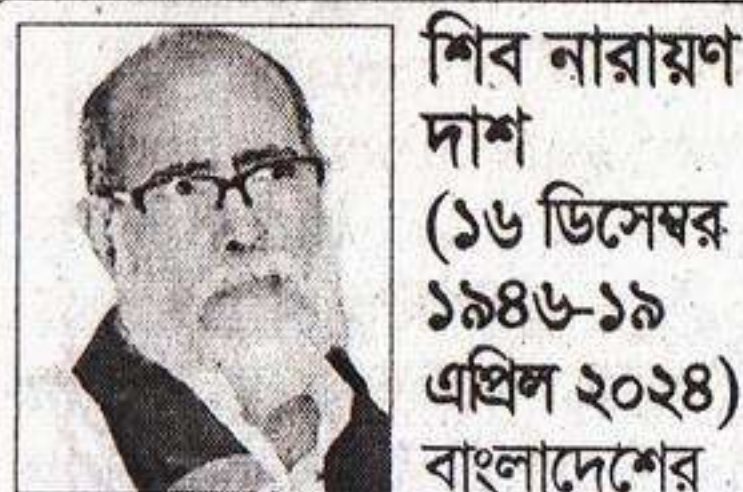 শিব নারায়ণ
দাশ
(১৬ ডিসেম্বর
১৯৪৬-১৯
এপ্রিল ২০২৪)
বাংলাদেশের